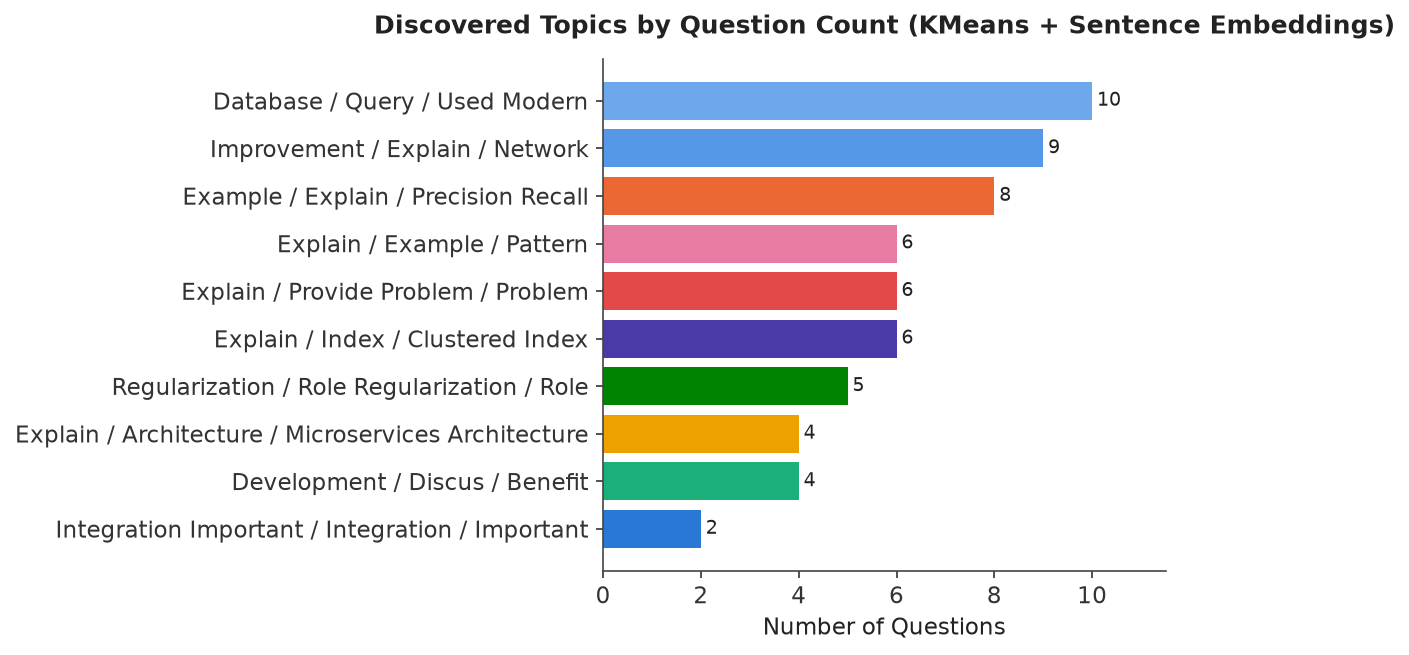 Discovered Topics by Question Count (KMeans + Sentence Embeddings)
Database / Query / Used Modern 10
Improvement / Explain / Network 9
Example / Explain / Precision Recall 8
Explain / Example / Pattern 6
Explain / Provide Problem / Problem 6
Explain / Index / Clustered Index 6
Regularization / Role Regularization / Role 5
Explain / Architecture / Microservices Architecture 4
Development / Discus / Benefit 4
Integration Important / Integration / Important 2
0 2 4 6 8 10
Number of Questions